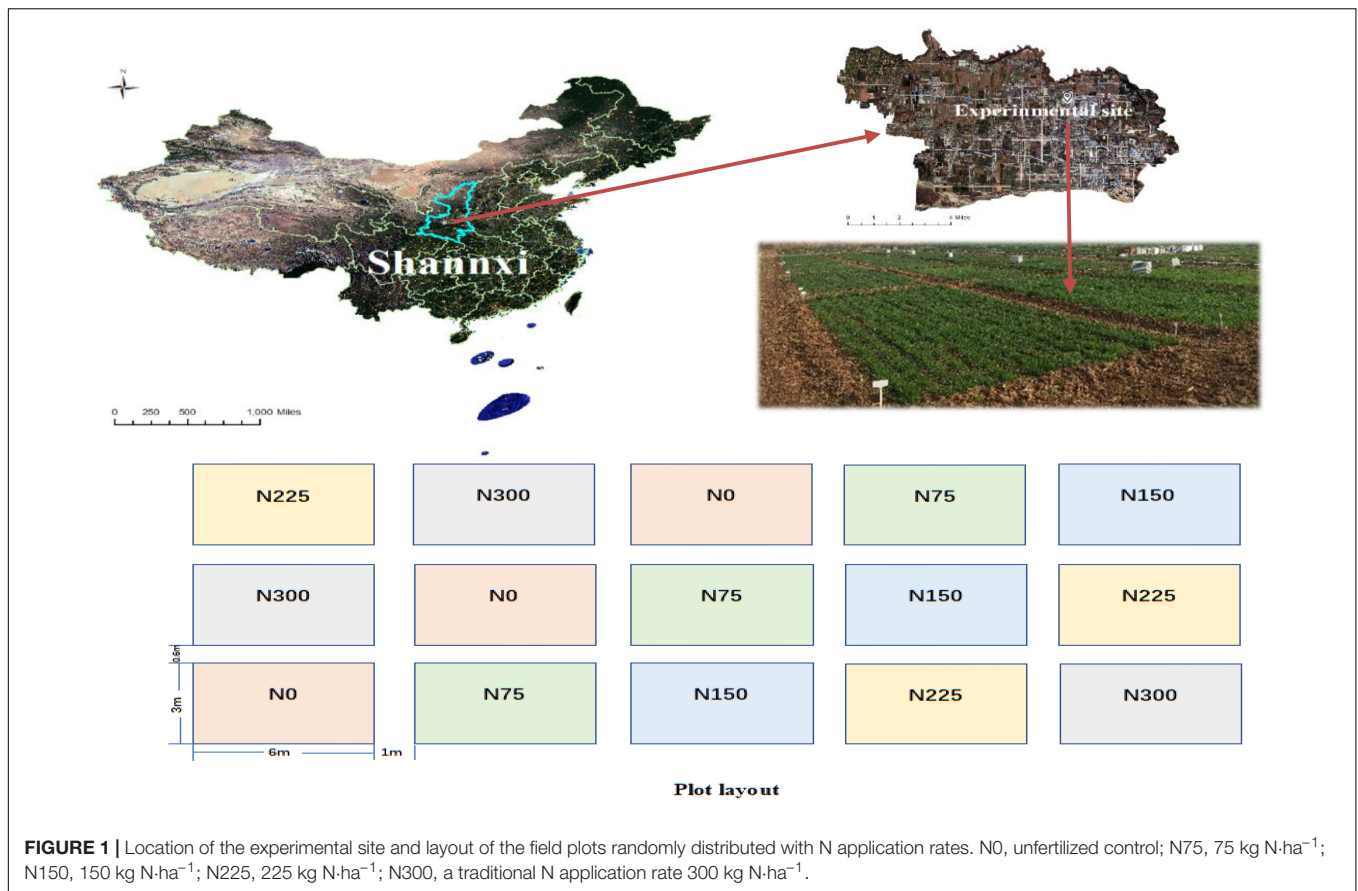 N
Experinmental site
0 1 2 4 Miles
Shannxi
0 250 500 1,000 Miles
N225 N300 N0 N75 N150
N300 N0 N75 N150 N225
0.6m
N0 N75 N150 N225 N300
3m
6m 1m
Plot layout
FIGURE 1 | Location of the experimental site and layout of the field plots randomly distributed with N application rates. N0, unfertilized control; N75, 75 kg N·ha⁻¹;
N150, 150 kg N·ha⁻¹; N225, 225 kg N·ha⁻¹; N300, a traditional N application rate 300 kg N·ha⁻¹.